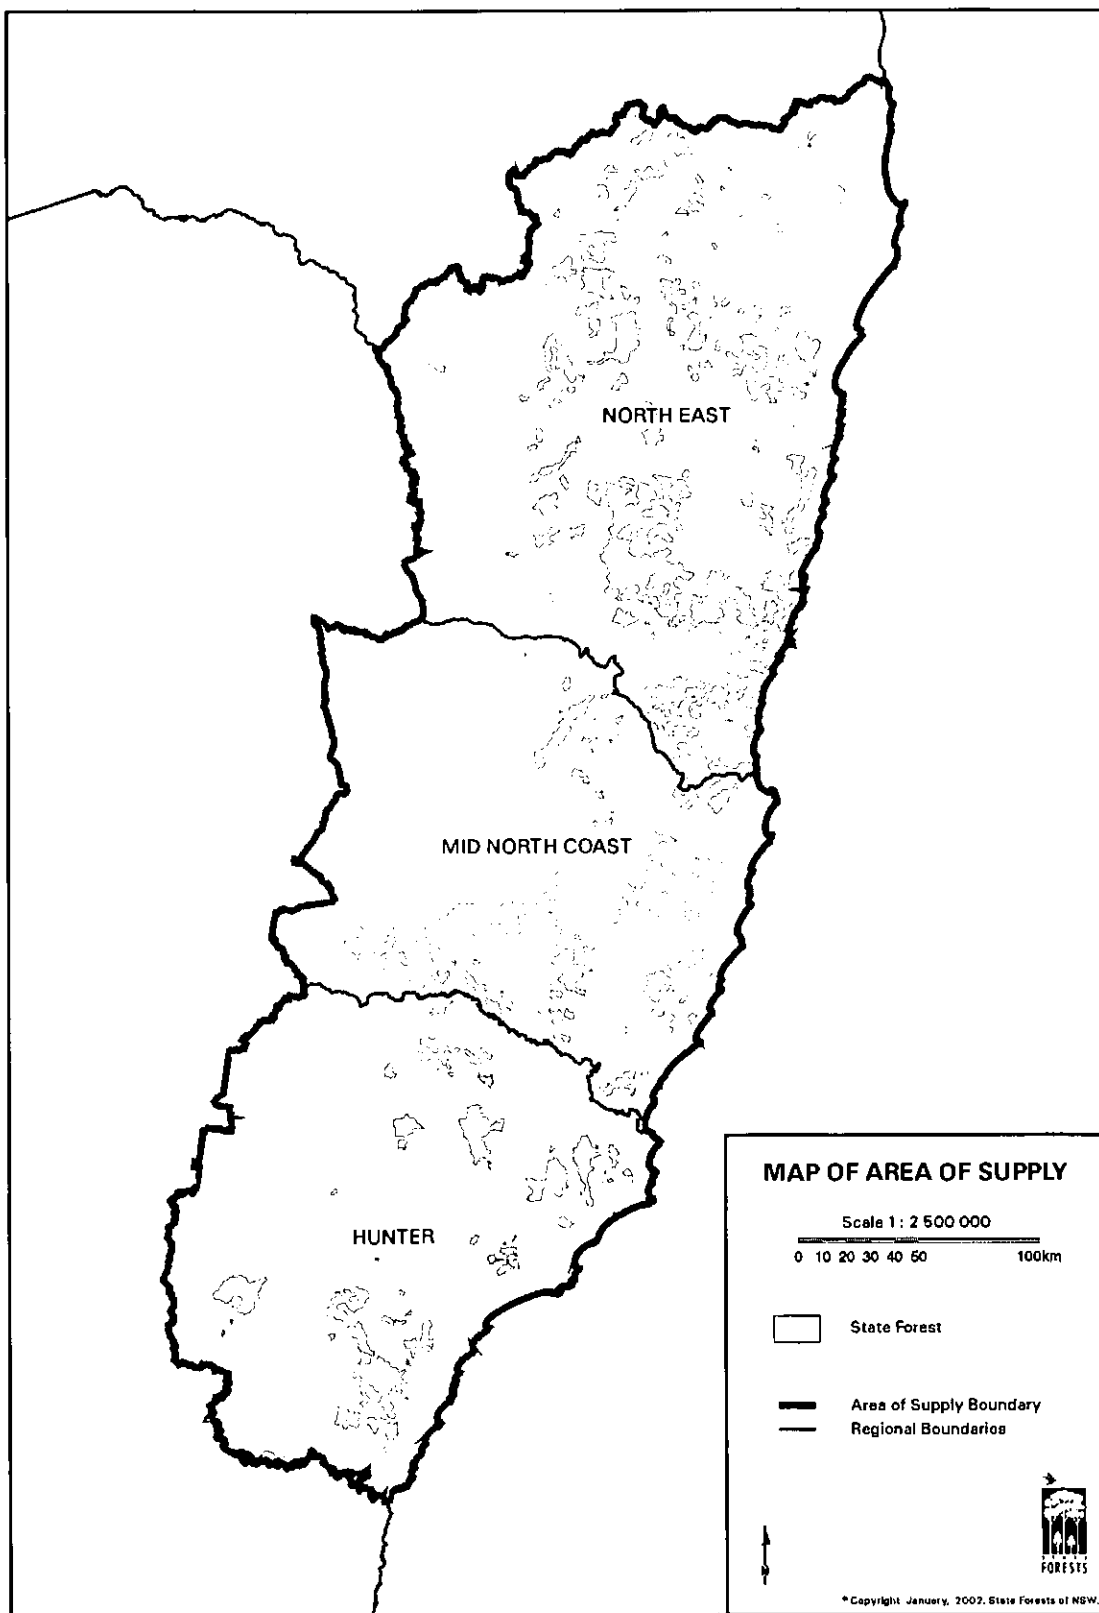 NORTH EAST
MID NORTH COAST
HUNTER
MAP OF AREA OF SUPPLY
Scale 1 : 2 500 000
0 10 20 30 40 50 100km
State Forest
Area of Supply Boundary
Regional Boundaries
STATE
FORESTS
* Copyright January, 2002. State Forests of NSW.